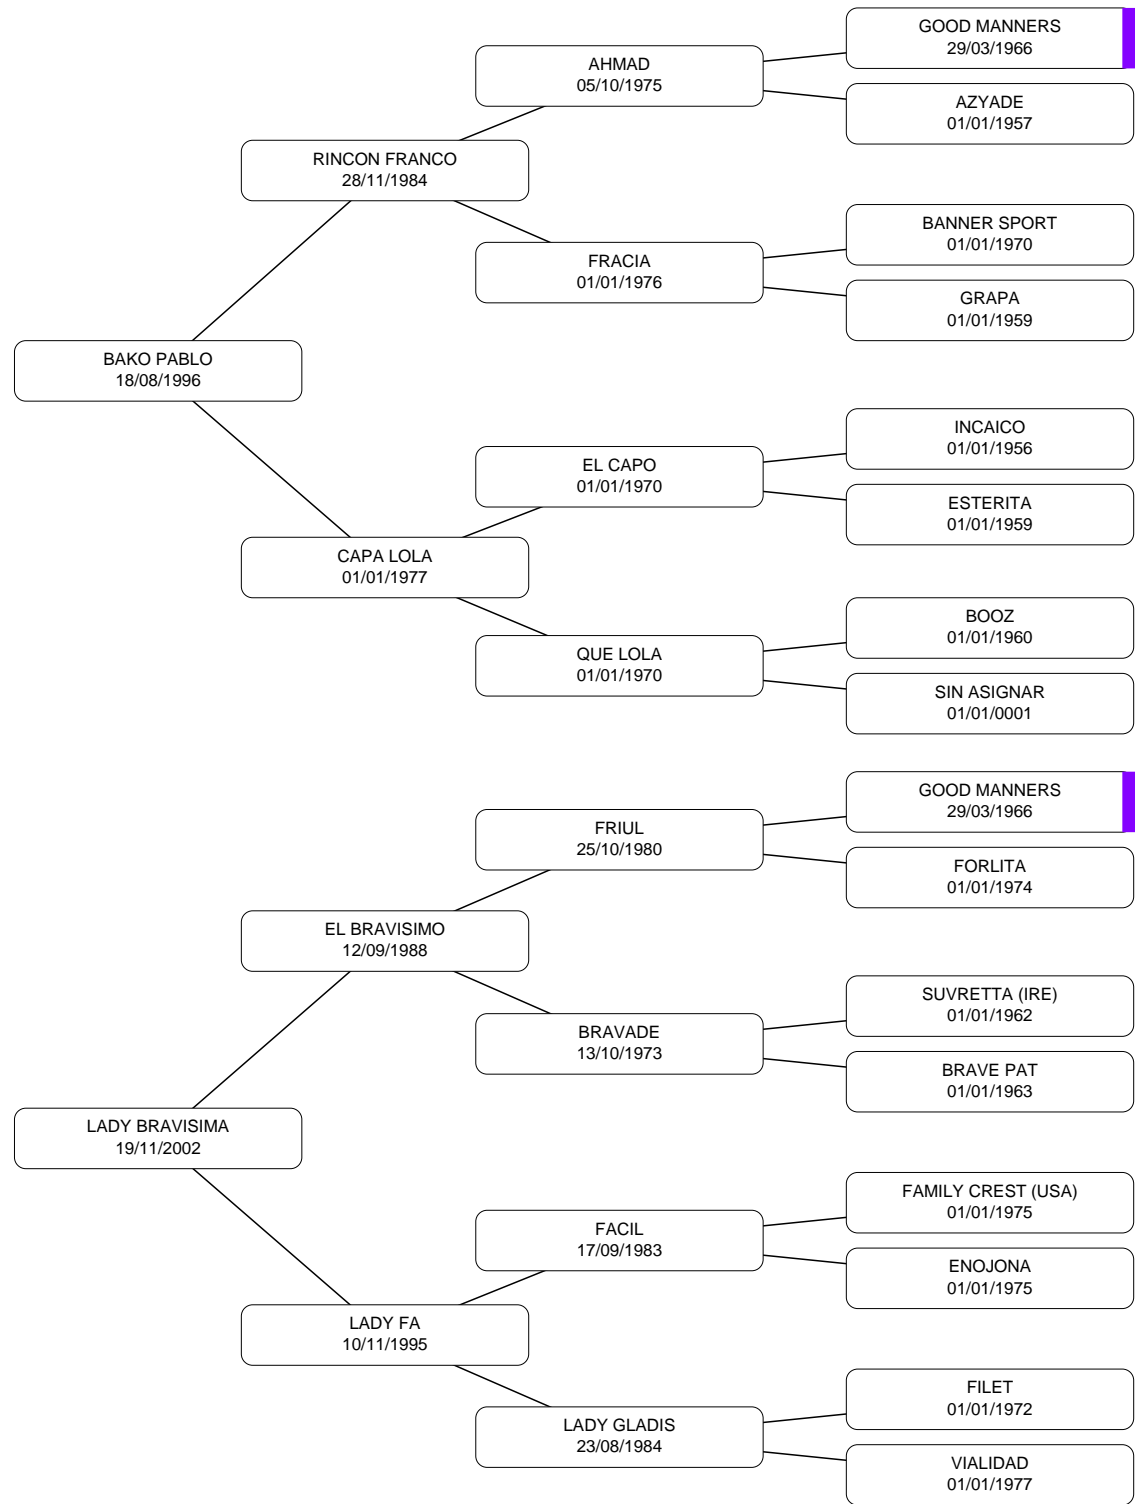 GOOD MANNERS
29/03/1966
AHMAD
05/10/1975
AZYADE
01/01/1957
RINCON FRANCO
28/11/1984
BANNER SPORT
01/01/1970
FRACIA
01/01/1976
GRAPA
01/01/1959
BAKO PABLO
18/08/1996
INCAICO
01/01/1956
EL CAPO
01/01/1970
ESTERITA
01/01/1959
CAPA LOLA
01/01/1977
BOOZ
01/01/1960
QUE LOLA
01/01/1970
SIN ASIGNAR
01/01/0001
GOOD MANNERS
29/03/1966
FRIUL
25/10/1980
FORLITA
01/01/1974
EL BRAVISIMO
12/09/1988
SUVRETTA (IRE)
01/01/1962
BRAVADE
13/10/1973
BRAVE PAT
01/01/1963
LADY BRAVISIMA
19/11/2002
FAMILY CREST (USA)
01/01/1975
FACIL
17/09/1983
ENOJONA
01/01/1975
LADY FA
10/11/1995
FILET
01/01/1972
LADY GLADIS
23/08/1984
VIALIDAD
01/01/1977